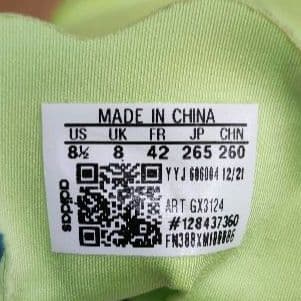 MADE IN CHINA
US UK FR JP CHN
8½ 8 42 265 260
YYJ 606004 12/21
adidas
ART GX3124
#128437360